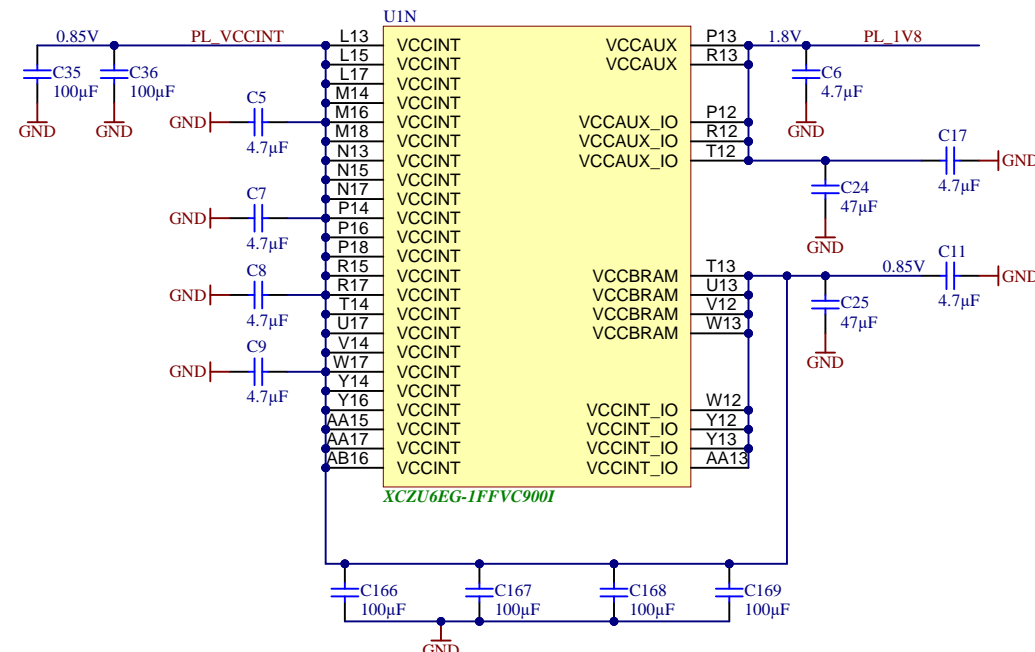 U1N
0.85V PL_VCCINT
C35 100µF
C36 100µF
GND GND
C5
GND
4.7µF
C7
GND
4.7µF
C8
GND
4.7µF
C9
GND
4.7µF
L13 VCCINT
L15 VCCINT
L17 VCCINT
M14 VCCINT
M16 VCCINT
M18 VCCINT
N13 VCCINT
N15 VCCINT
N17 VCCINT
P14 VCCINT
P16 VCCINT
P18 VCCINT
R15 VCCINT
R17 VCCINT
T14 VCCINT
U17 VCCINT
V14 VCCINT
W17 VCCINT
Y14 VCCINT
Y16 VCCINT
AA15 VCCINT
AA17 VCCINT
AB16 VCCINT
VCCAUX P13
VCCAUX R13
VCCAUX_IO P12
VCCAUX_IO R12
VCCAUX_IO T12
VCCBRAM T13
VCCBRAM U13
VCCBRAM V12
VCCBRAM W13
VCCINT_IO W12
VCCINT_IO Y12
VCCINT_IO Y13
VCCINT_IO AA13
1.8V PL_1V8
C6
4.7µF
GND
C17
GND
4.7µF
C24
47µF
GND
0.85V
C11
GND
4.7µF
C25
47µF
GND
XCZU6EG-1FFVC900I
C166 C167 C168 C169
100µF 100µF 100µF 100µF
GND